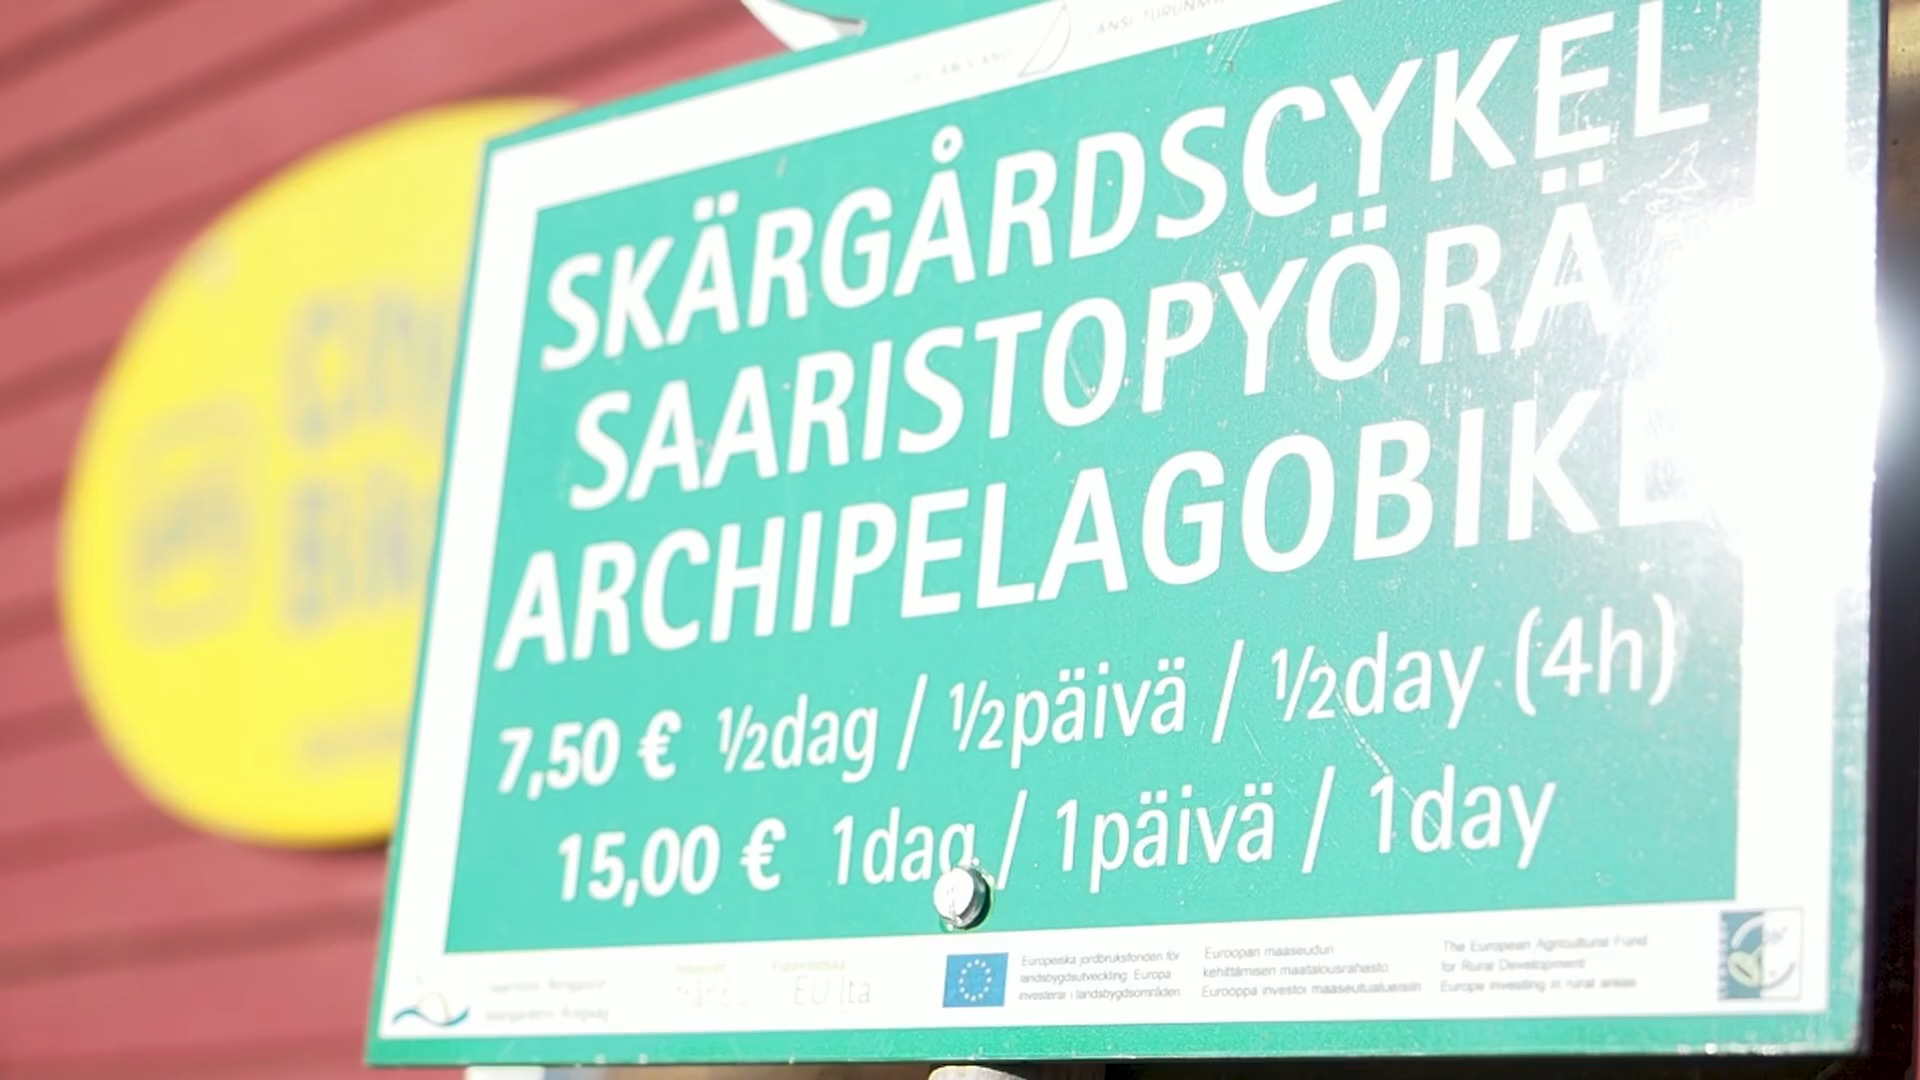 SKÄRGÅRDSCYKEL
SAARISTOPYÖRÄ
ARCHIPELAGOBIKE
7,50 € ½dag / ½päivä / ½day (4h)
15,00 € 1dag / 1päivä / 1day
Europeiska jordbruksfonden för
landsbygdsutveckling: Europa
investerar i landsbygdsområden
Euroopan maaseudun
kehittämisen maatalousrahasto
Eurooppa investoi maaseutualueisiin
The European Agricultural Fund
for Rural Development:
Europe investing in rural areas